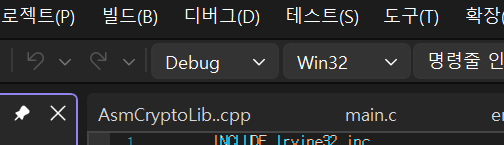 로젝트(P) 빌드(B) 디버그(D) 테스트(S) 도구(T) 확장(
Debug Win32 명령줄 인
AsmCryptoLib..cpp main.c
1 INCLUDE Irvine32.inc